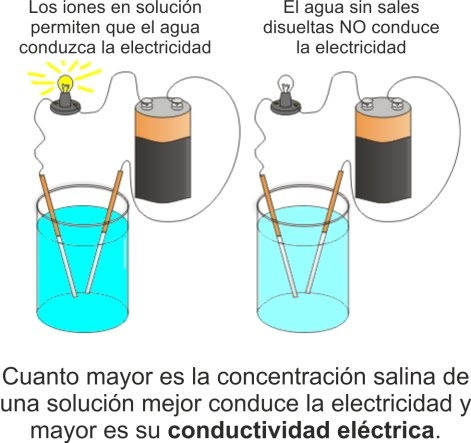 Los iones en solución
permiten que el agua
conduzca la electricidad
El agua sin sales
disueltas NO conduce
la electricidad
Cuanto mayor es la concentración salina de
una solución mejor conduce la electricidad y
mayor es su conductividad eléctrica.